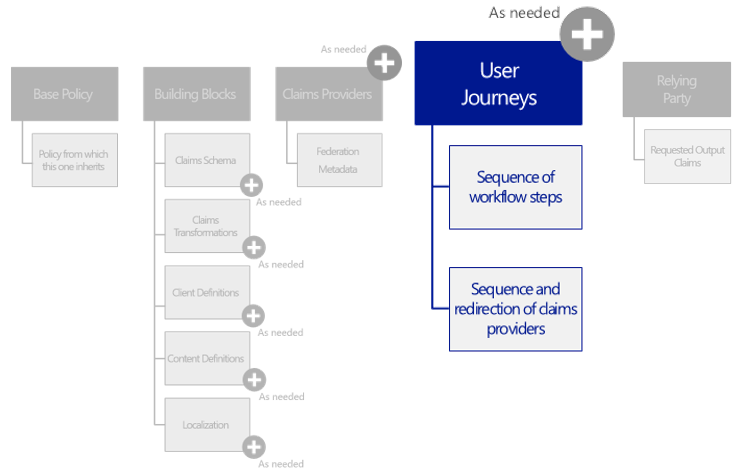 As needed
As needed
User
Journeys
Base Policy
Building Blocks
Claims Providers
Relying
Party
Policy from which
this one inherits
Claims Schema
As needed
Claims
Transformations
As needed
Client Definitions
As needed
Content Definitions
As needed
Localization
As needed
Federation
Metadata
Sequence of
workflow steps
Sequence and
redirection of claims
providers
Requested Output
Claims